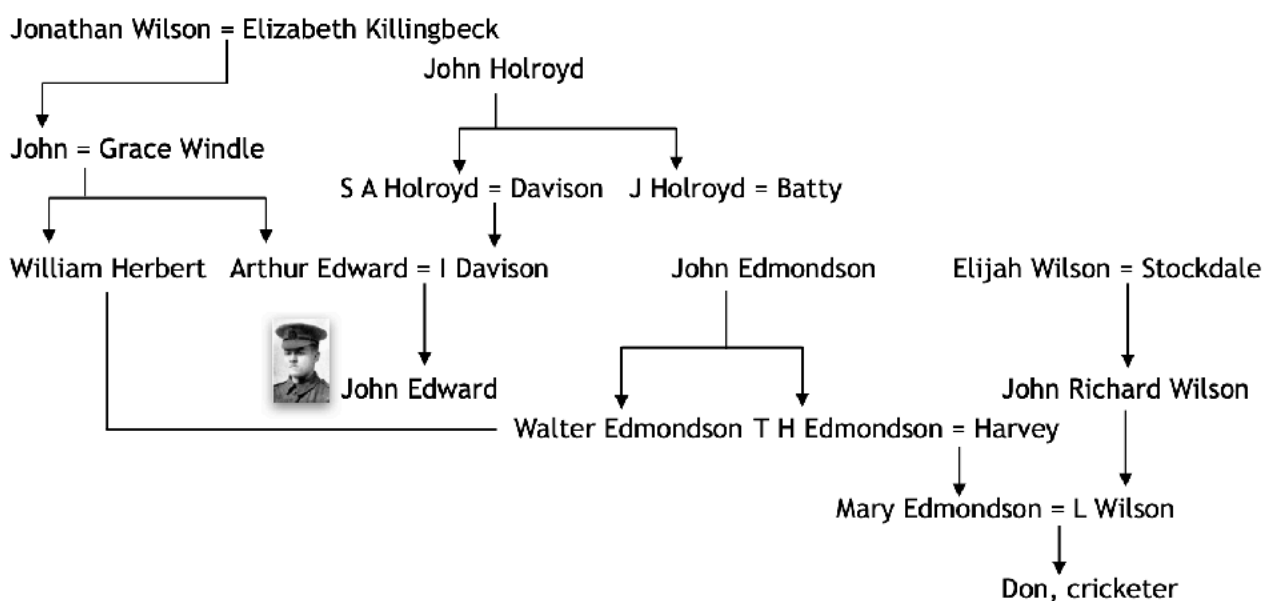 Jonathan Wilson = Elizabeth Killingbeck
John Holroyd
John = Grace Windle
S A Holroyd = Davison J Holroyd = Batty
William Herbert Arthur Edward = I Davison John Edmondson Elijah Wilson = Stockdale
John Edward John Richard Wilson
Walter Edmondson T H Edmondson = Harvey
Mary Edmondson = L Wilson
Don, cricketer